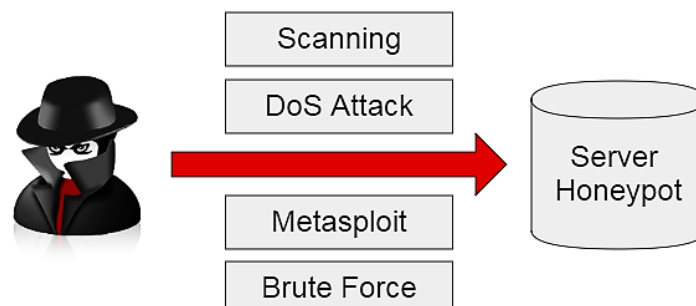 Scanning
DoS Attack
Server
Honeypot
Metasploit
Brute Force